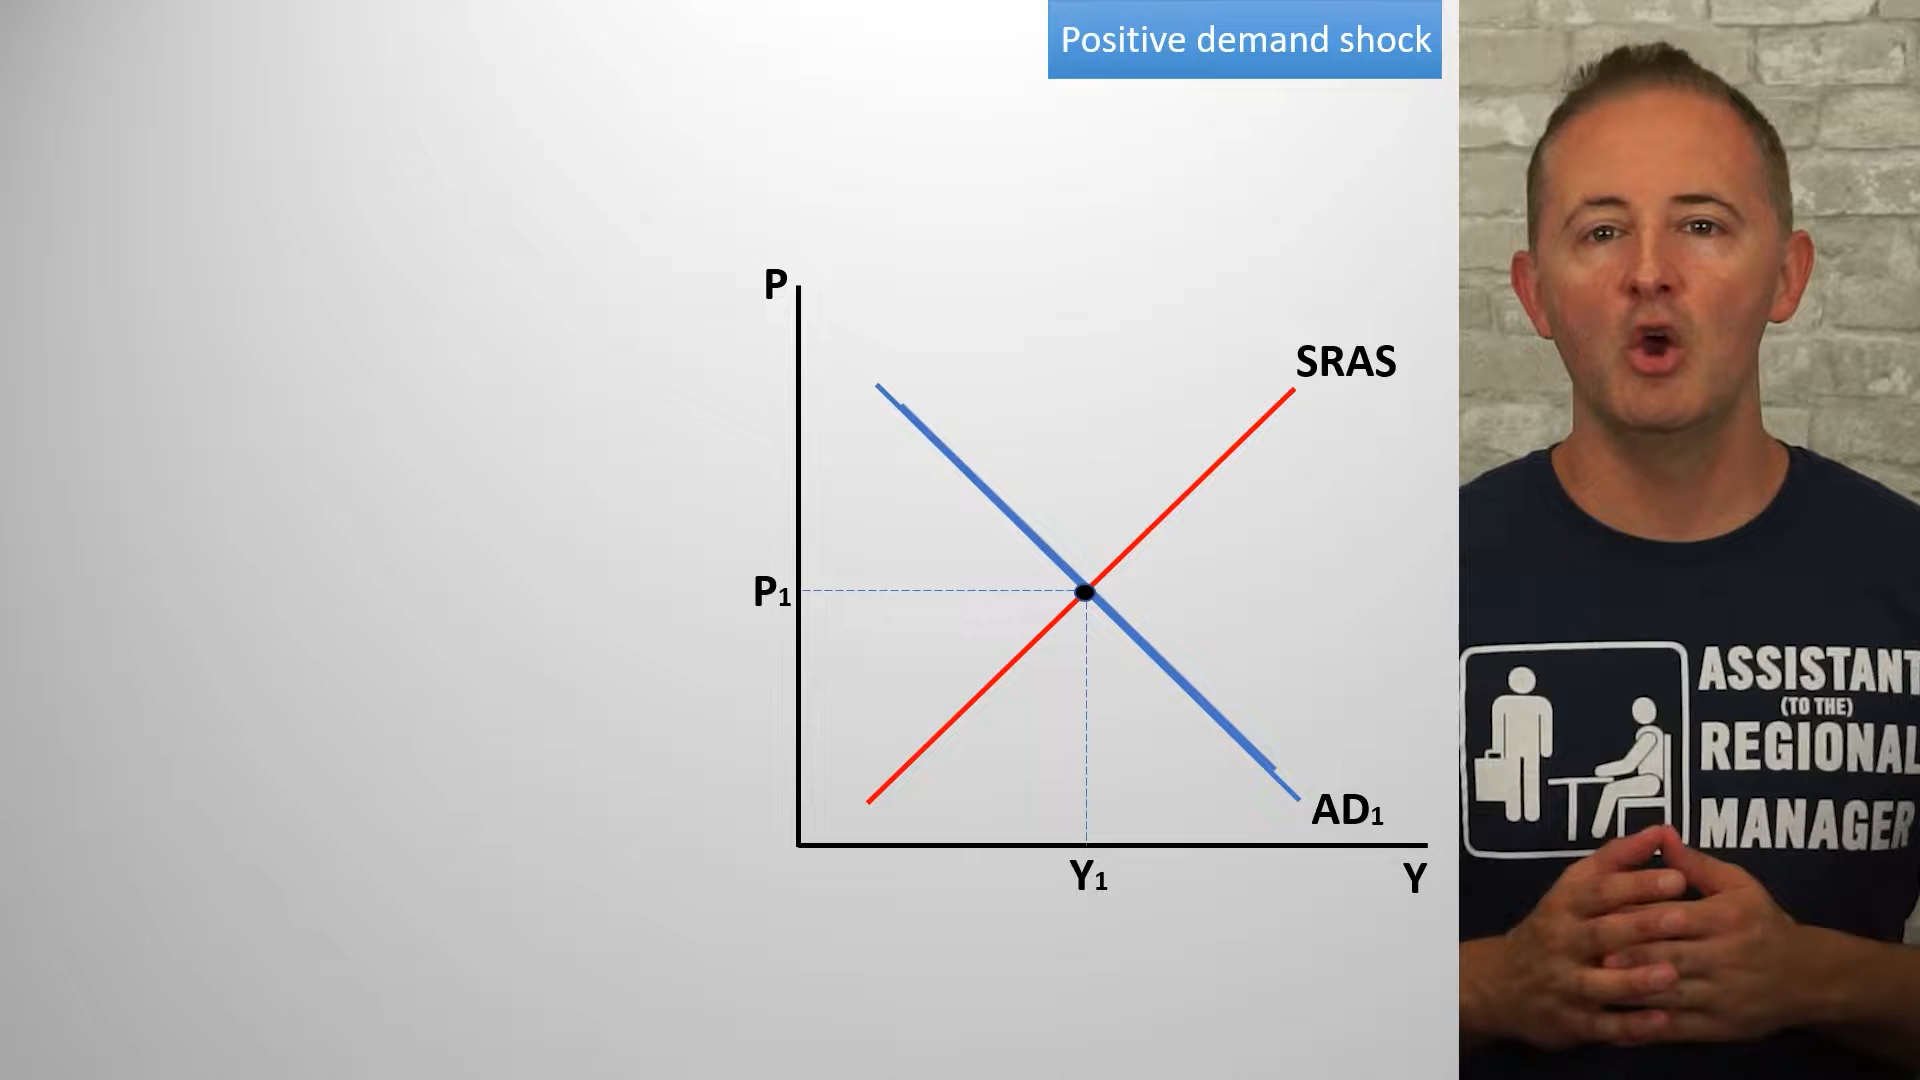 Positive demand shock
P
SRAS
P1
AD1
Y1
Y
ASSISTANT
(TO THE)
REGIONAL
MANAGER